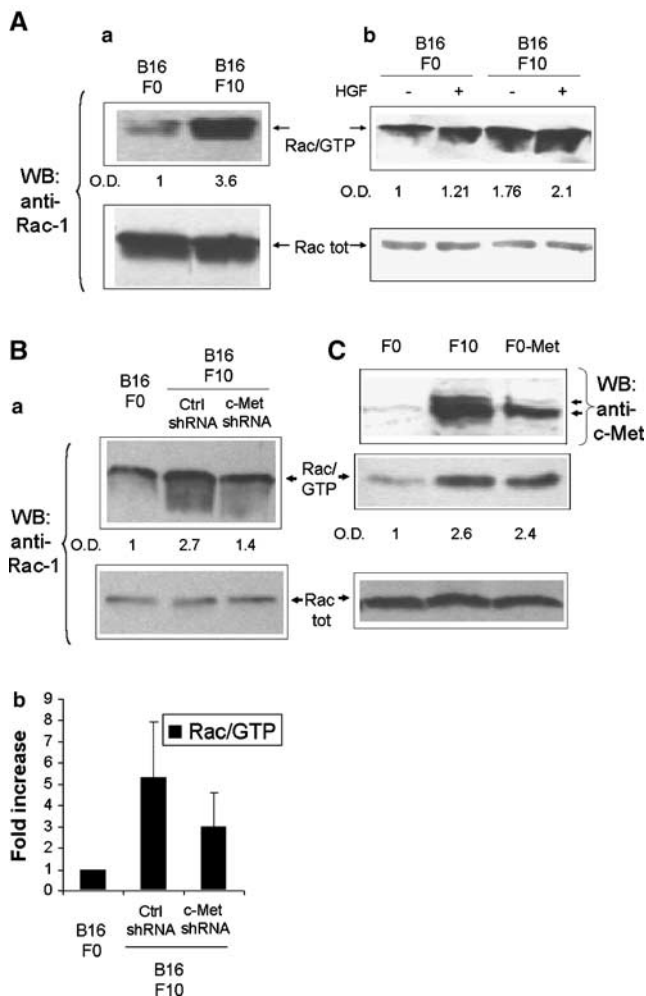 A
a
B16 F0
B16 F10
WB: anti-Rac-1
Rac/GTP
O.D. 1 3.6
Rac tot
b
B16 F0
B16 F10
HGF - + - +
O.D. 1 1.21 1.76 2.1
B
a
B16 F0
B16 F10
Ctrl shRNA
c-Met shRNA
WB: anti-Rac-1
Rac/GTP
O.D. 1 2.7 1.4
Rac tot
C
F0 F10 F0-Met
WB: anti-c-Met
O.D. 1 2.6 2.4
b
Fold increase
9
8
7
6
5
4
3
2
1
0
Rac/GTP
B16 F0
Ctrl shRNA
c-Met shRNA
B16 F10